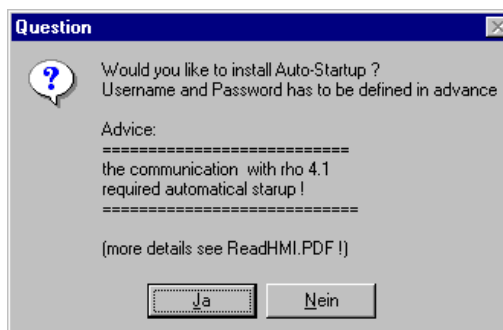 Question
Would you like to install Auto-Startup ?
Username and Password has to be defined in advance
Advice:
===========================
the communication with rho 4.1
required automatical starup !
============================
(more details see ReadHMI.PDF !)
Ja
Nein